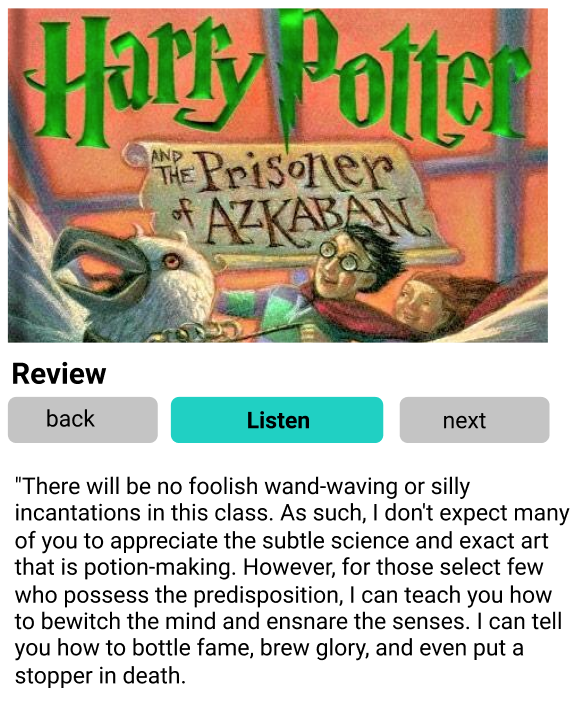 Harry Potter
AND THE Prisoner
of AZKABAN
Review
back
Listen
next
"There will be no foolish wand-waving or silly
incantations in this class. As such, I don't expect many
of you to appreciate the subtle science and exact art
that is potion-making. However, for those select few
who possess the predisposition, I can teach you how
to bewitch the mind and ensnare the senses. I can tell
you how to bottle fame, brew glory, and even put a
stopper in death.